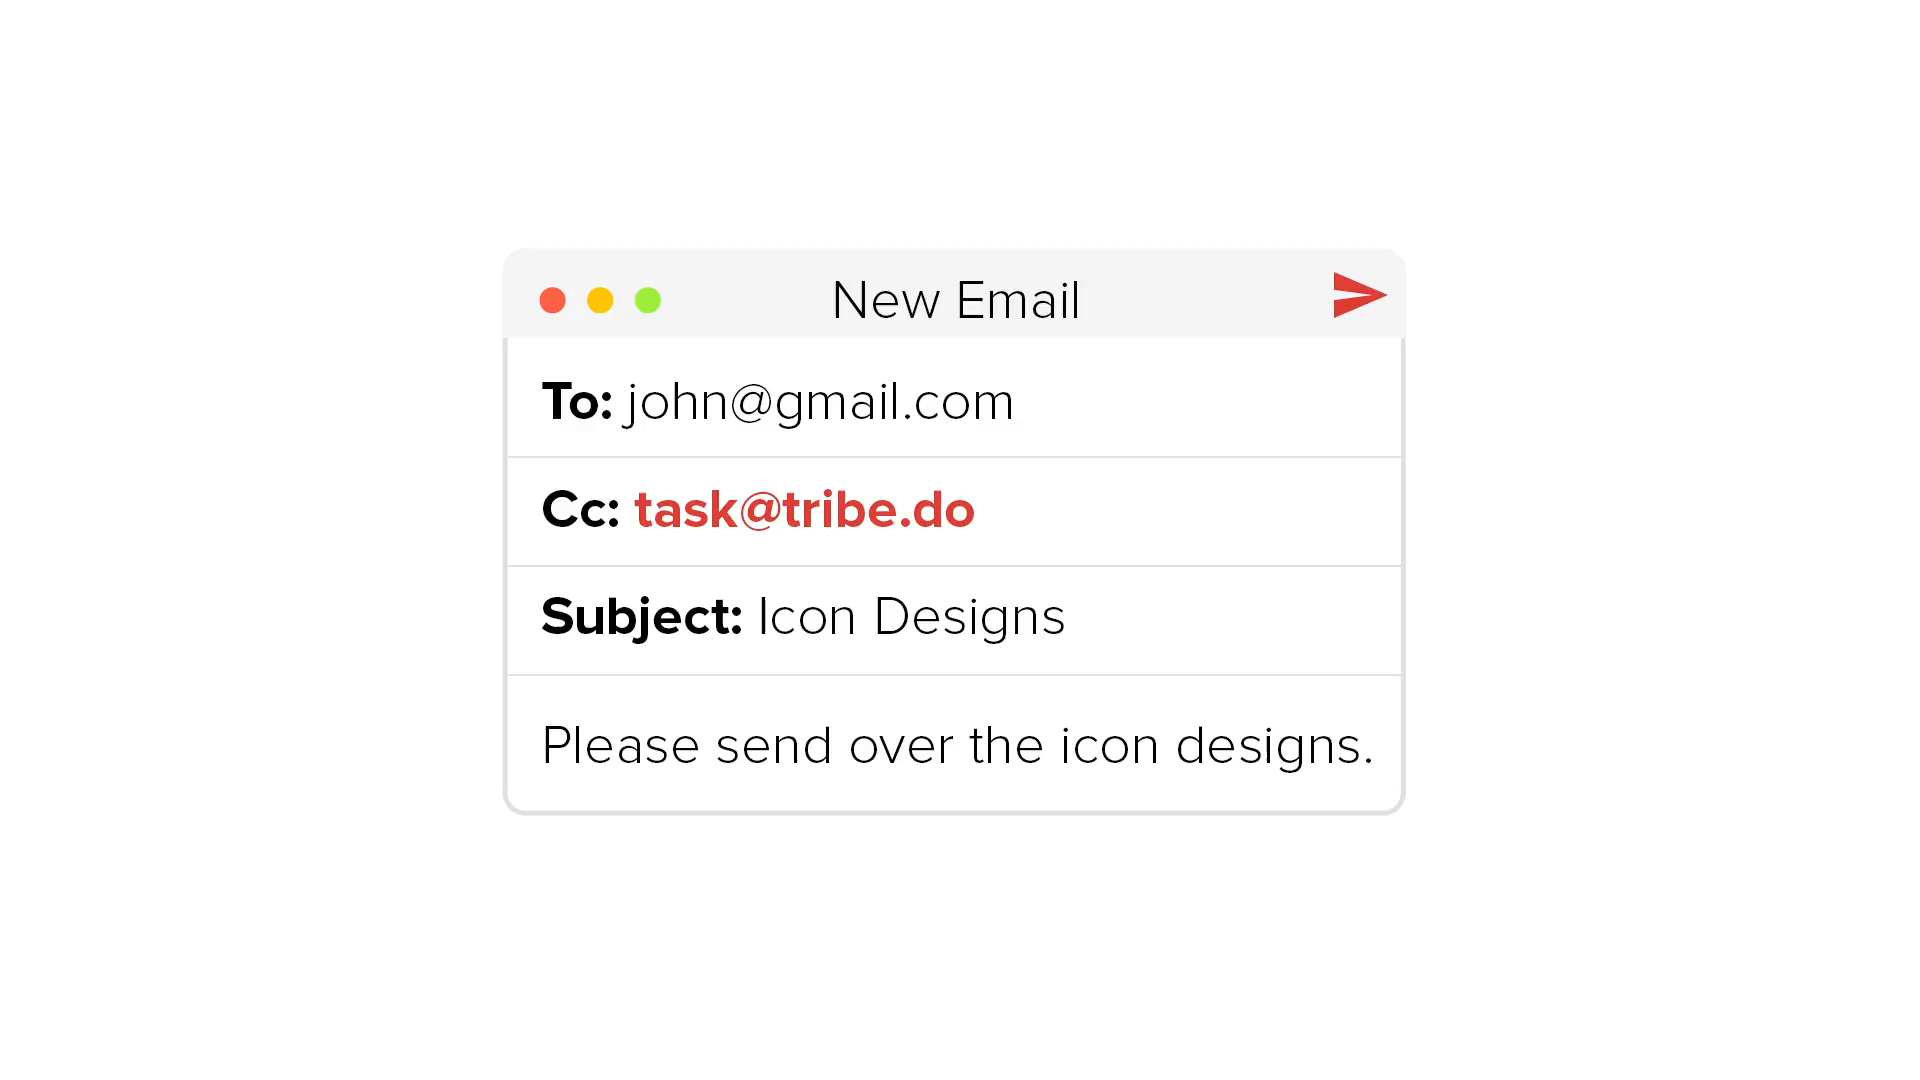 New Email
To: john@gmail.com
Cc: task@tribe.do
Subject: Icon Designs
Please send over the icon designs.